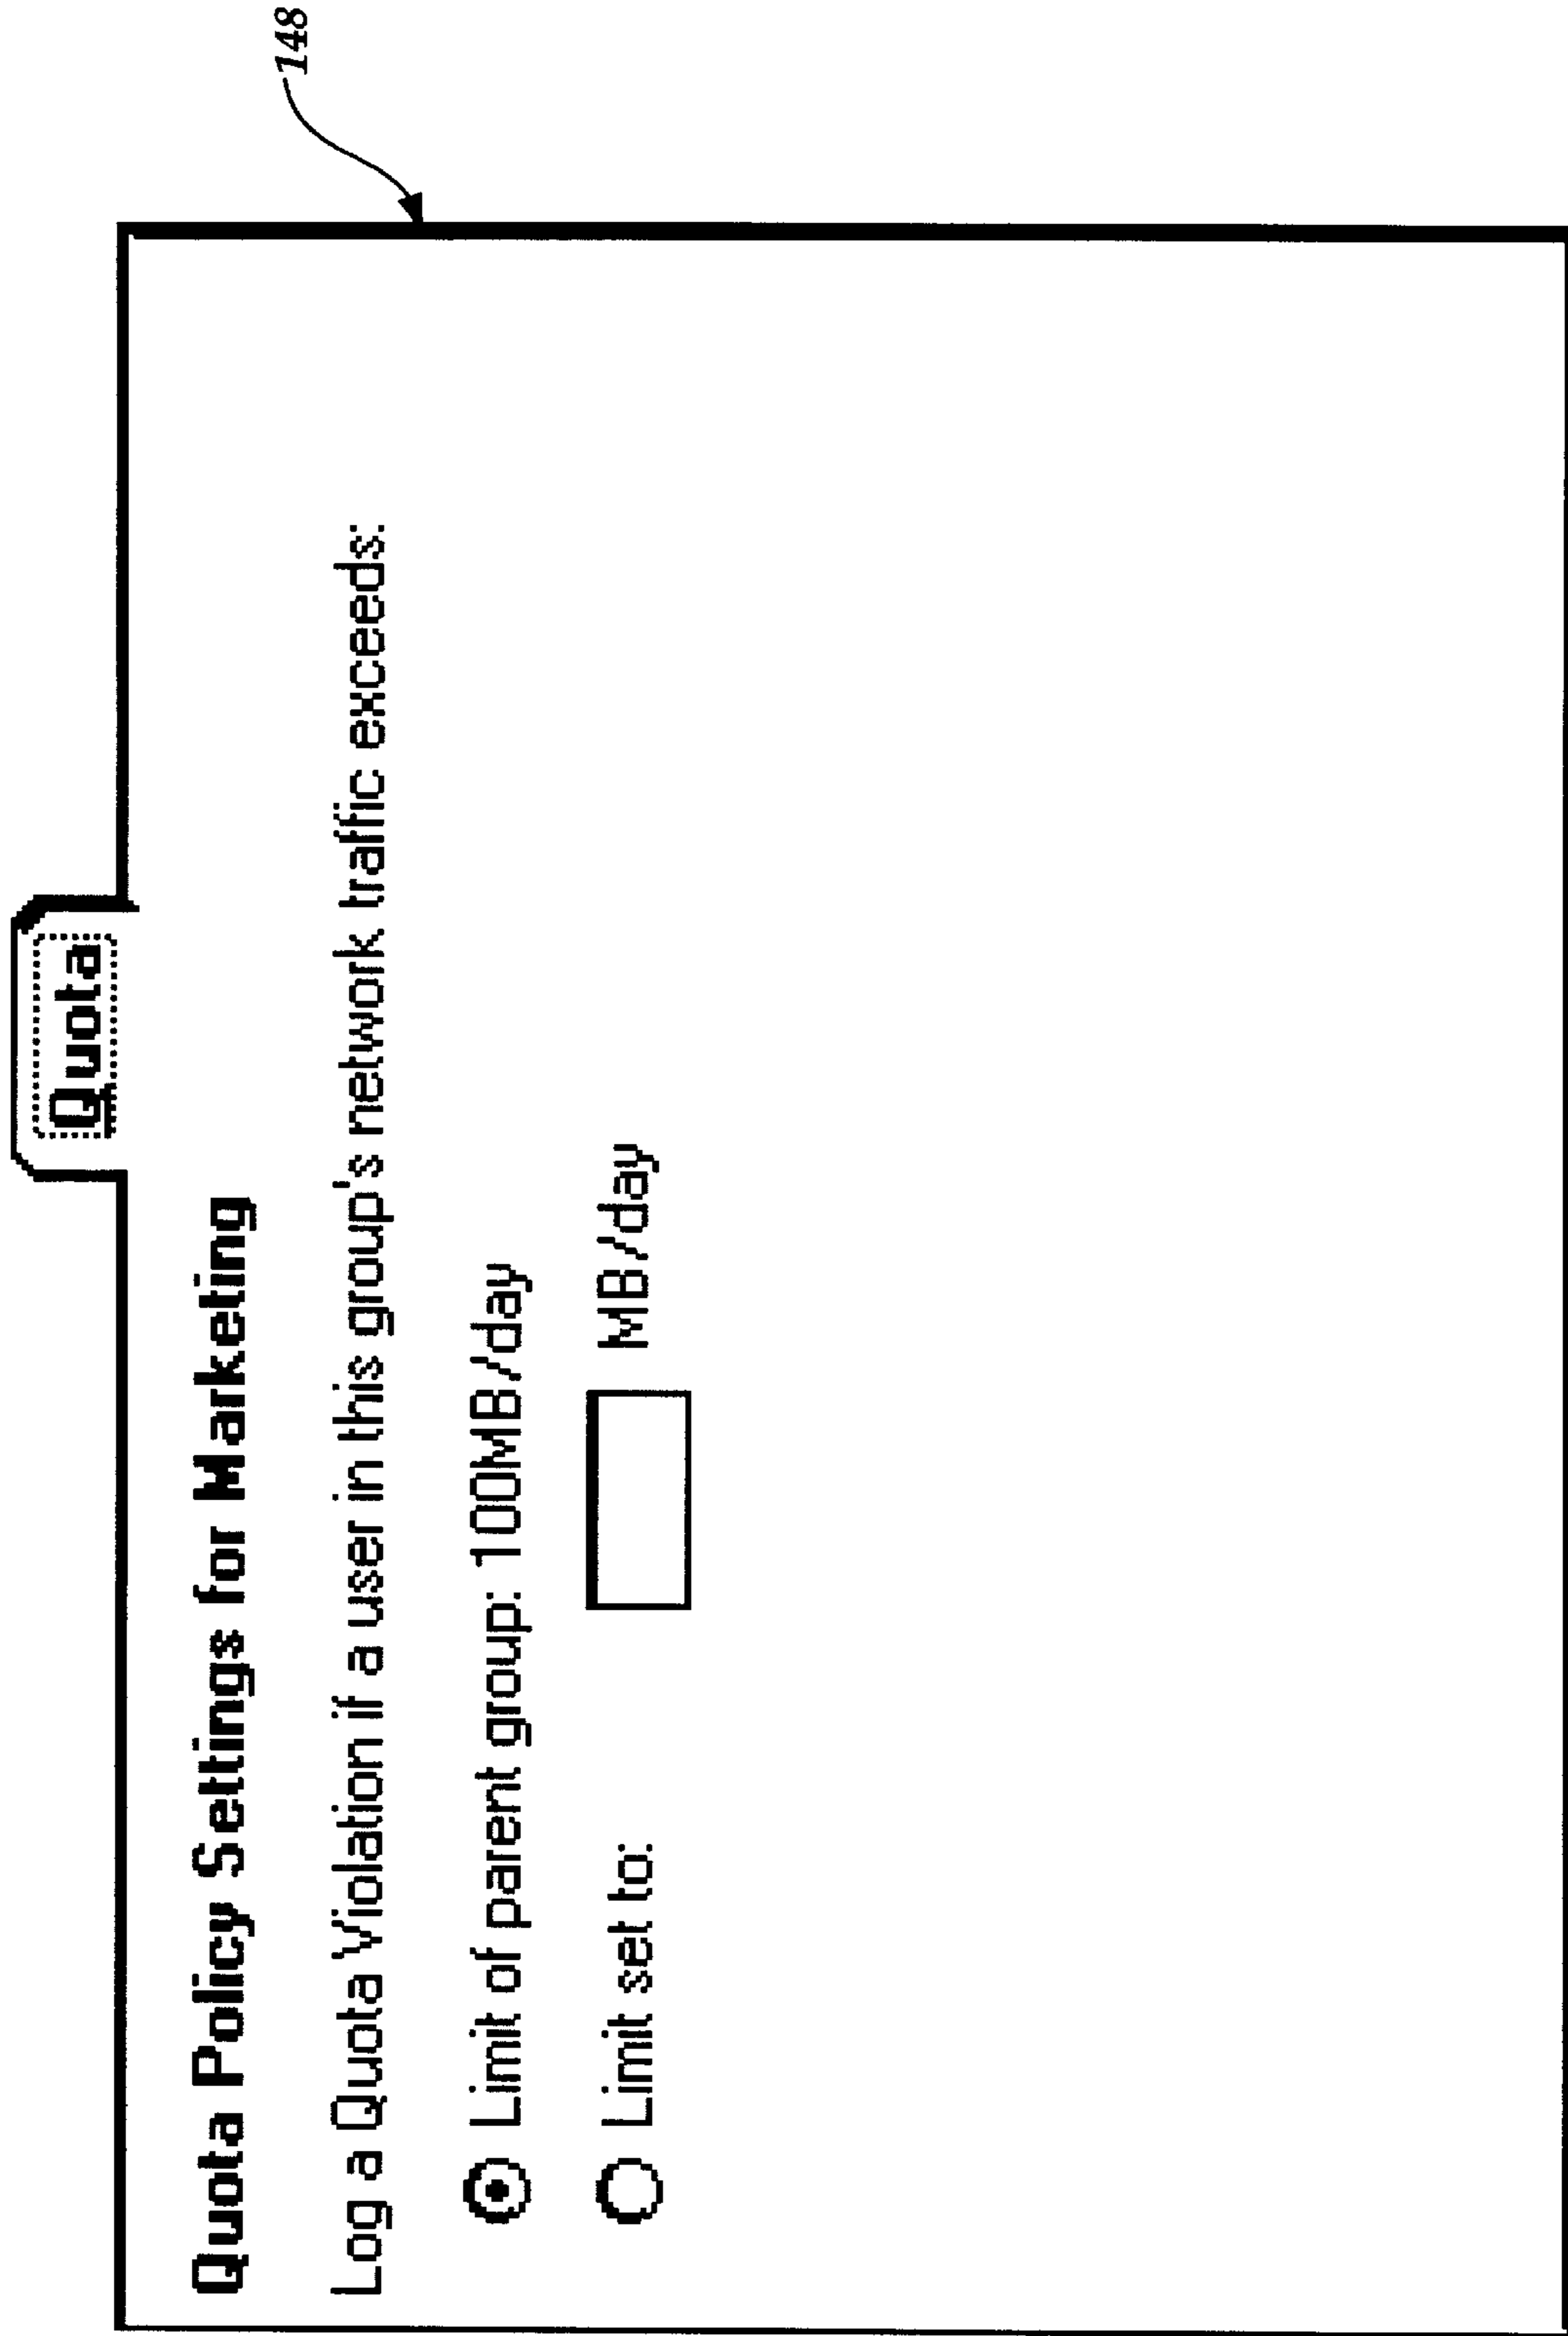 148
Quota
Quota Policy Settings for Marketing
Log a Quota Violation if a user in this group's network traffic exceeds:
Limit of parent group: 100MB/day
Limit set to: MB/day